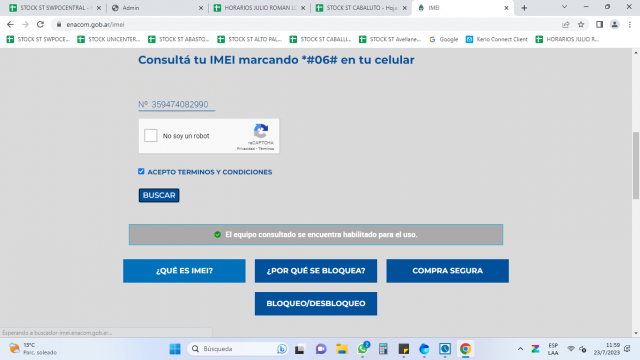 STOCK ST SWPOCENTRAL - H
Admin
HORARIOS JULIO ROMAN L
STOCK ST CABALLITO - Hoja
IMEI
enacom.gob.ar/imei
STOCK ST SWPOCE...
STOCK UNICENTER...
STOCK ST ABASTO...
STOCK ST ALTO PAL...
STOCK ST CABALLI...
STOCK ST Avellane...
Google
Kerio Connect Client
HORARIOS JULIO R...
Consultá tu IMEI marcando *#06# en tu celular
Nº 359474082990
No soy un robot
reCAPTCHA
Privacidad - Términos
ACEPTO TERMINOS Y CONDICIONES
BUSCAR
El equipo consultado se encuentra habilitado para el uso.
¿QUÉ ES IMEI?
¿POR QUÉ SE BLOQUEA?
COMPRA SEGURA
BLOQUEO/DESBLOQUEO
Esperando a buscador-imei.enacom.gob.ar...
13°C
Parc. soleado
Búsqueda
ESP
LAA
11:59
23/7/2023